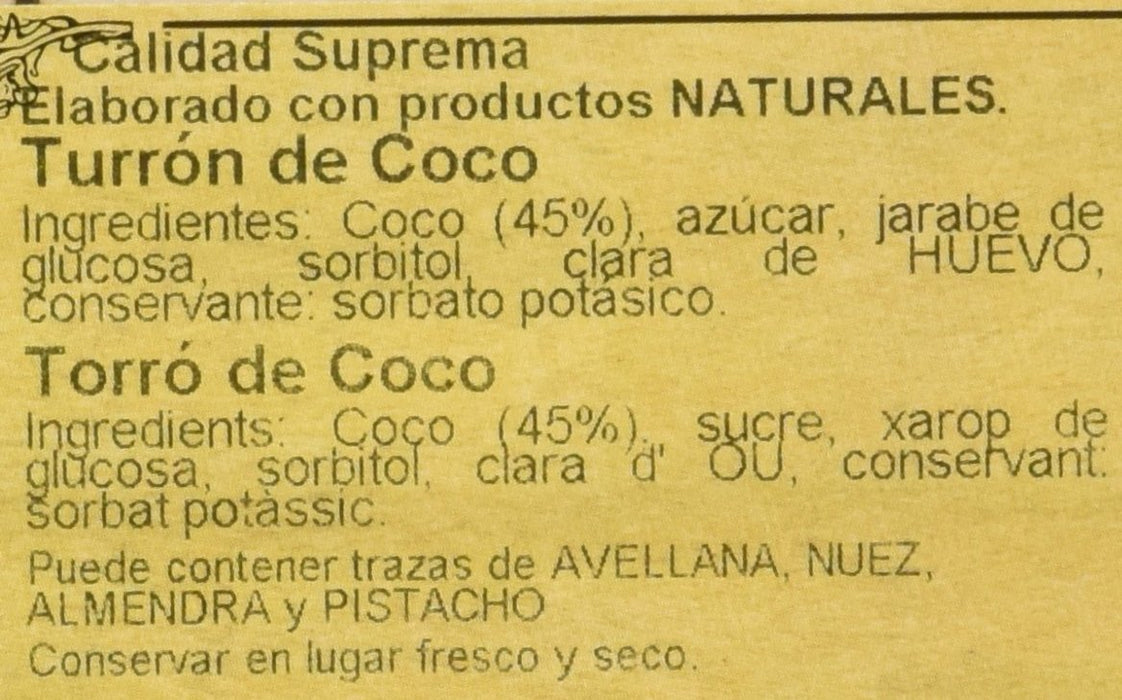 Calidad Suprema
Elaborado con productos NATURALES.
Turrón de Coco
Ingredientes: Coco (45%), azúcar, jarabe de
glucosa, sorbitol, clara de HUEVO,
conservante: sorbato potásico.
Torró de Coco
Ingredients: Coco (45%), sucre, xarop de
glucosa, sorbitol, clara d' OU, conservant:
sorbat potàssic.
Puede contener trazas de AVELLANA, NUEZ,
ALMENDRA y PISTACHO
Conservar en lugar fresco y seco.